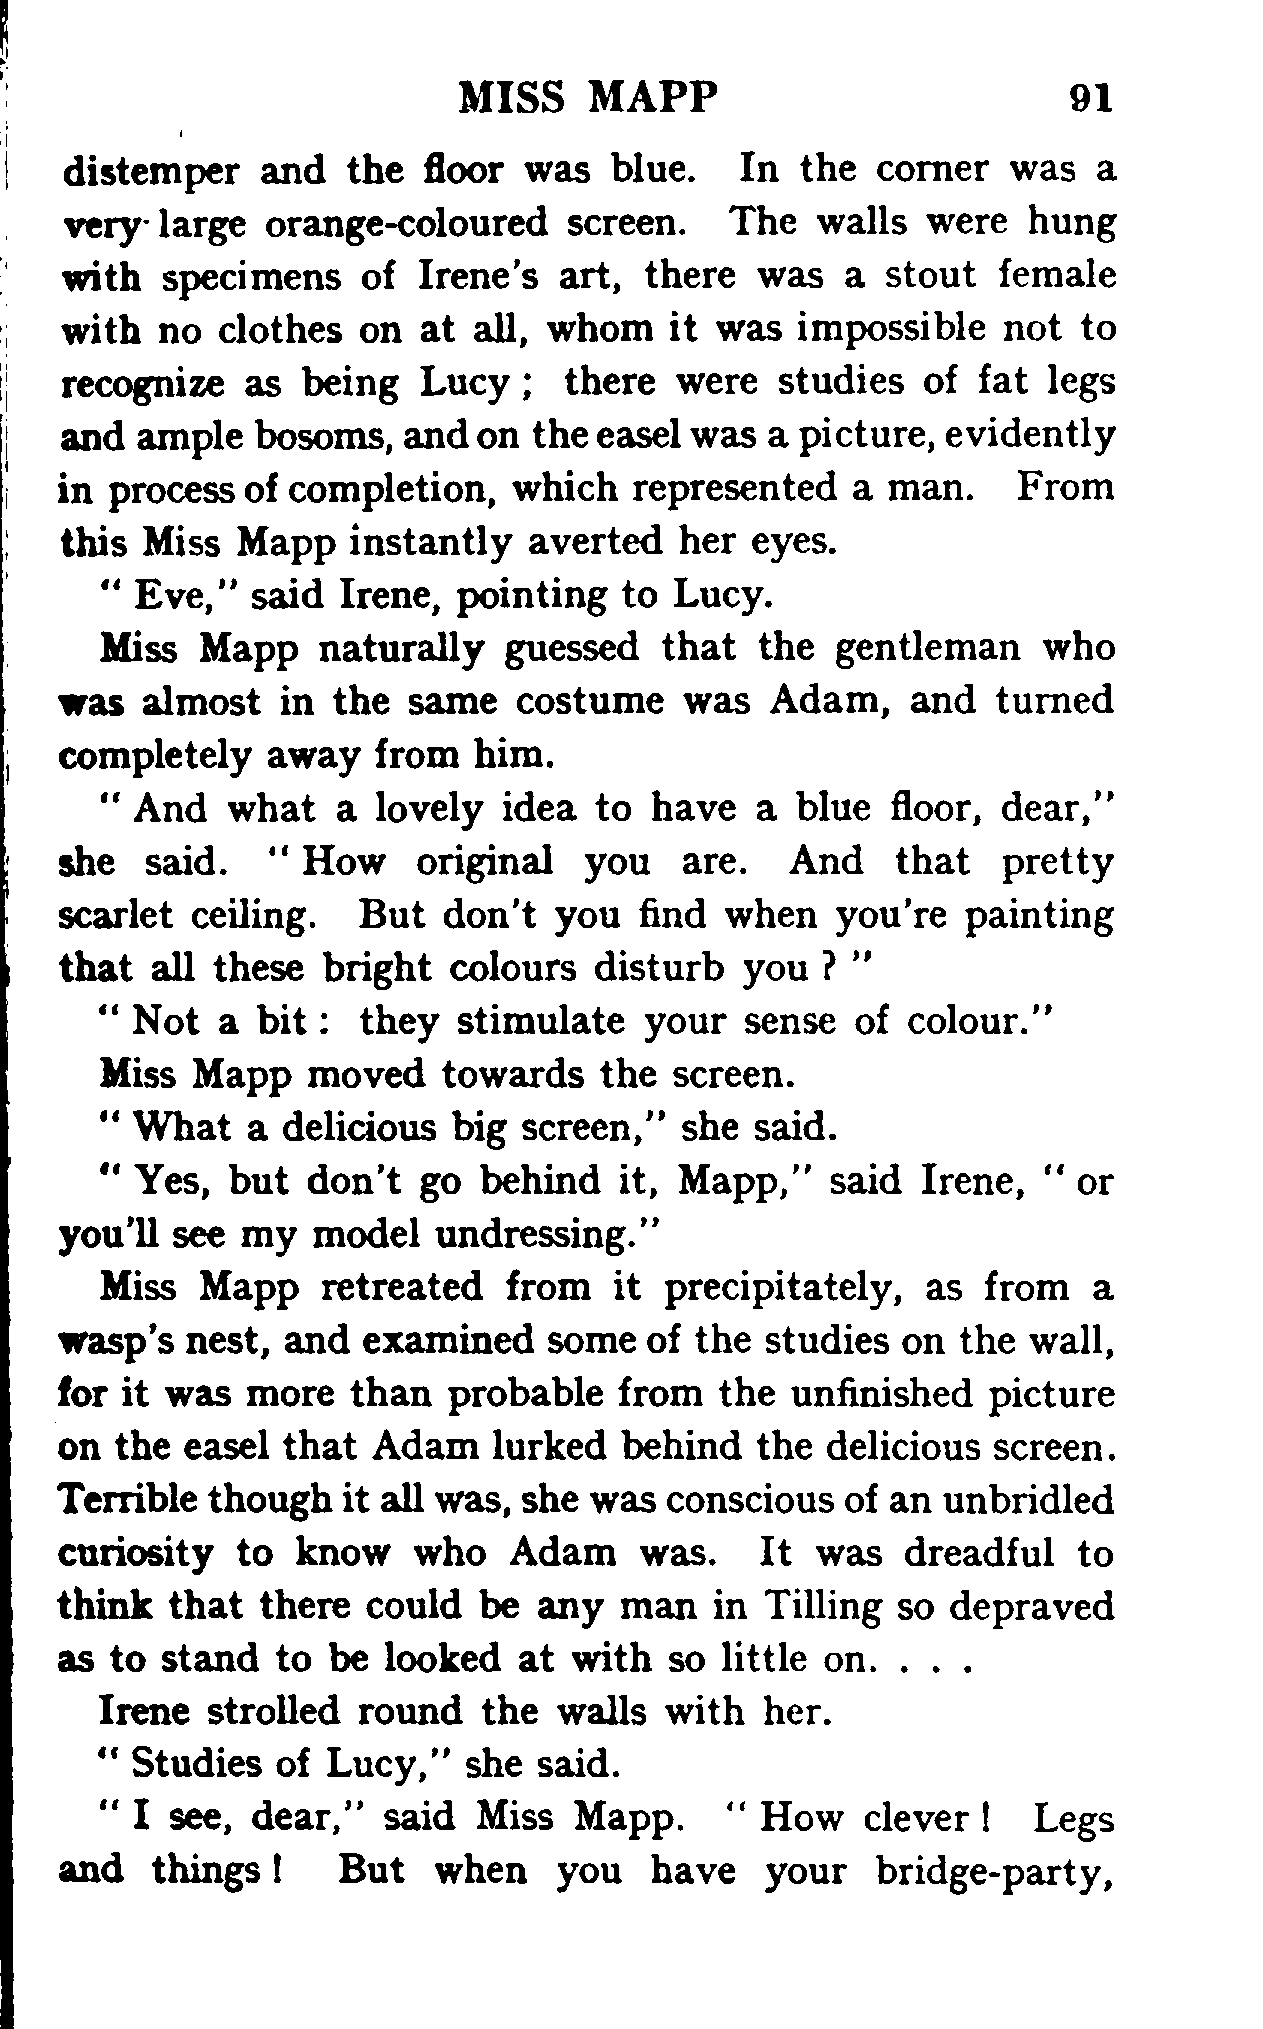 MISS MAPP 91
distemper and the floor was blue. In the corner was a
very large orange-coloured screen. The walls were hung
with specimens of Irene's art, there was a stout female
with no clothes on at all, whom it was impossible not to
recognize as being Lucy ; there were studies of fat legs
and ample bosoms, and on the easel was a picture, evidently
in process of completion, which represented a man. From
this Miss Mapp instantly averted her eyes.
" Eve," said Irene, pointing to Lucy.
Miss Mapp naturally guessed that the gentleman who
was almost in the same costume was Adam, and turned
completely away from him.
" And what a lovely idea to have a blue floor, dear,"
she said. " How original you are. And that pretty
scarlet ceiling. But don't you find when you're painting
that all these bright colours disturb you ? "
" Not a bit : they stimulate your sense of colour."
Miss Mapp moved towards the screen.
" What a delicious big screen," she said.
" Yes, but don't go behind it, Mapp," said Irene, " or
you'll see my model undressing."
Miss Mapp retreated from it precipitately, as from a
wasp's nest, and examined some of the studies on the wall,
for it was more than probable from the unfinished picture
on the easel that Adam lurked behind the delicious screen.
Terrible though it all was, she was conscious of an unbridled
curiosity to know who Adam was. It was dreadful to
think that there could be any man in Tilling so depraved
as to stand to be looked at with so little on. . . .
Irene strolled round the walls with her.
" Studies of Lucy," she said.
" I see, dear," said Miss Mapp. " How clever ! Legs
and things ! But when you have your bridge-party,